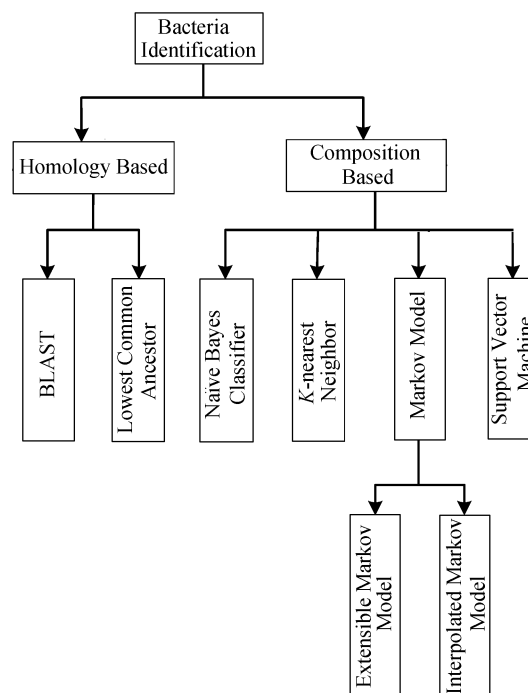 Bacteria
Identification
Homology Based
Composition
Based
BLAST
Lowest Common
Ancestor
Naïve Bayes
Classifier
K-nearest
Neighbor
Markov Model
Support Vector
Machine
Extensible Markov
Model
Interpolated Markov
Model